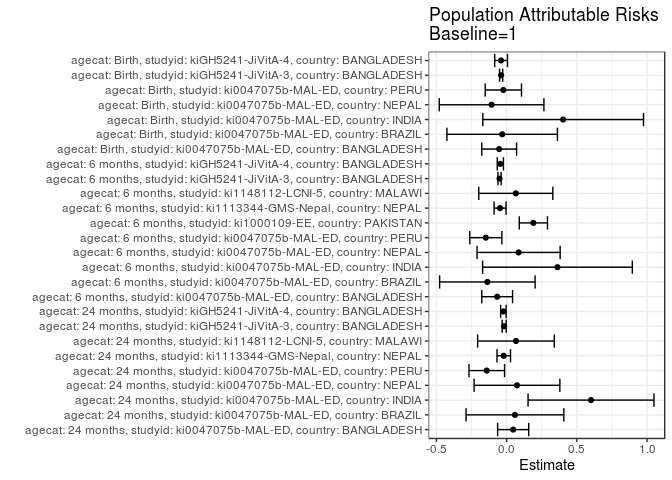 Population Attributable Risks
Baseline=1
agecat: Birth, studyid: kiGH5241-JiVitA-4, country: BANGLADESH
agecat: Birth, studyid: kiGH5241-JiVitA-3, country: BANGLADESH
agecat: Birth, studyid: ki0047075b-MAL-ED, country: PERU
agecat: Birth, studyid: ki0047075b-MAL-ED, country: NEPAL
agecat: Birth, studyid: ki0047075b-MAL-ED, country: INDIA
agecat: Birth, studyid: ki0047075b-MAL-ED, country: BRAZIL
agecat: Birth, studyid: ki0047075b-MAL-ED, country: BANGLADESH
agecat: 6 months, studyid: kiGH5241-JiVitA-4, country: BANGLADESH
agecat: 6 months, studyid: kiGH5241-JiVitA-3, country: BANGLADESH
agecat: 6 months, studyid: ki1148112-LCNI-5, country: MALAWI
agecat: 6 months, studyid: ki1113344-GMS-Nepal, country: NEPAL
agecat: 6 months, studyid: ki1000109-EE, country: PAKISTAN
agecat: 6 months, studyid: ki0047075b-MAL-ED, country: PERU
agecat: 6 months, studyid: ki0047075b-MAL-ED, country: NEPAL
agecat: 6 months, studyid: ki0047075b-MAL-ED, country: INDIA
agecat: 6 months, studyid: ki0047075b-MAL-ED, country: BRAZIL
agecat: 6 months, studyid: ki0047075b-MAL-ED, country: BANGLADESH
agecat: 24 months, studyid: kiGH5241-JiVitA-4, country: BANGLADESH
agecat: 24 months, studyid: kiGH5241-JiVitA-3, country: BANGLADESH
agecat: 24 months, studyid: ki1148112-LCNI-5, country: MALAWI
agecat: 24 months, studyid: ki1113344-GMS-Nepal, country: NEPAL
agecat: 24 months, studyid: ki0047075b-MAL-ED, country: PERU
agecat: 24 months, studyid: ki0047075b-MAL-ED, country: NEPAL
agecat: 24 months, studyid: ki0047075b-MAL-ED, country: INDIA
agecat: 24 months, studyid: ki0047075b-MAL-ED, country: BRAZIL
agecat: 24 months, studyid: ki0047075b-MAL-ED, country: BANGLADESH
-0.5 0.0 0.5 1.0
Estimate